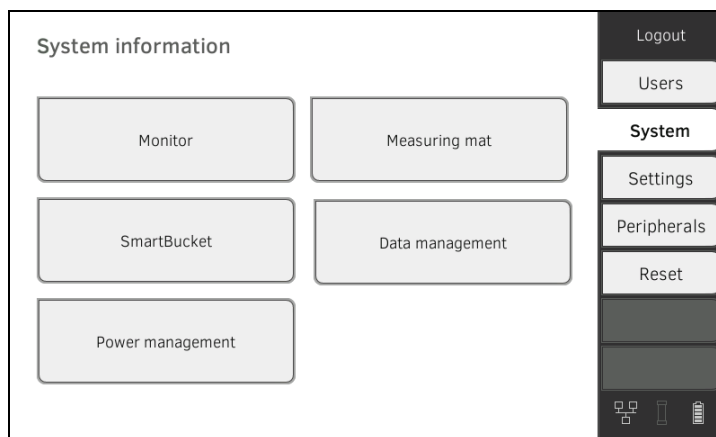 System information
Monitor
Measuring mat
SmartBucket
Data management
Power management
Logout
Users
System
Settings
Peripherals
Reset